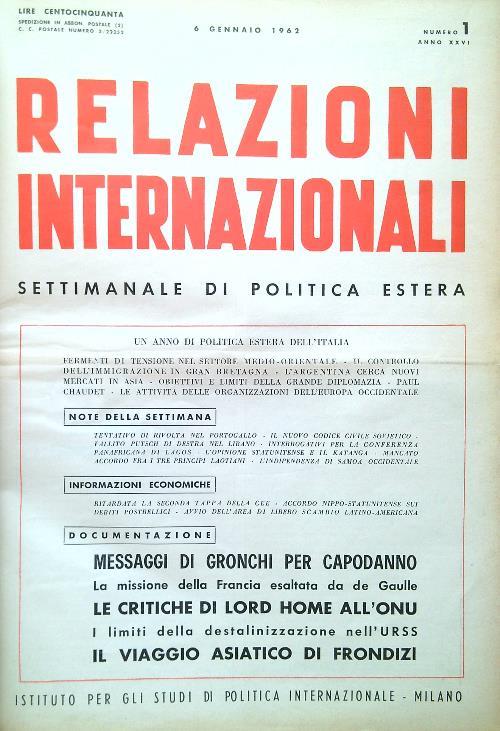 LIRE CENTOCINQUANTA
SPEDIZIONE IN ABBON. POSTALE (2)
C. C. POSTALE NUMERO 3/22252
6 GENNAIO 1962
NUMERO 1
ANNO XXVI
RELAZIONI
INTERNAZIONALI
SETTIMANALE DI POLITICA ESTERA
UN ANNO DI POLITICA ESTERA DELL'ITALIA
FERMENTI DI TENSIONE NEL SETTORE MEDIO-ORIENTALE - IL CONTROLLO
DELL'IMMIGRAZIONE IN GRAN BRETAGNA - L'ARGENTINA CERCA NUOVI
MERCATI IN ASIA - OBIETTIVI E LIMITI DELLA GRANDE DIPLOMAZIA - PAUL
CHAUDET - LE ATTIVITÀ DELLE ORGANIZZAZIONI DELL'EUROPA OCCIDENTALE
NOTE DELLA SETTIMANA
TENTATIVO DI RIVOLTA NEL PORTOGALLO - IL NUOVO CODICE CIVILE SOVIETICO -
FALLITO PUTSCH DI DESTRA NEL LIBANO - INTERROGATIVI PER LA CONFERENZA
PANAFRICANA DI LAGOS - L'OPINIONE STATUNITENSE E IL KATANGA - MANCATO
ACCORDO FRA I TRE PRINCIPI LAOTIANI - L'INDIPENDENZA DI SAMOA OCCIDENTALE
INFORMAZIONI ECONOMICHE
RITARDATA LA SECONDA TAPPA DELLA CEE - ACCORDO NIPPO-STATUNITENSE SUI
DEBITI POSTBELLICI - AVVIO DELL'AREA DI LIBERO SCAMBIO LATINO-AMERICANA
DOCUMENTAZIONE
MESSAGGI DI GRONCHI PER CAPODANNO
La missione della Francia esaltata da de Gaulle
LE CRITICHE DI LORD HOME ALL'ONU
I limiti della destalinizzazione nell'URSS
IL VIAGGIO ASIATICO DI FRONDIZI
ISTITUTO PER GLI STUDI DI POLITICA INTERNAZIONALE - MILANO